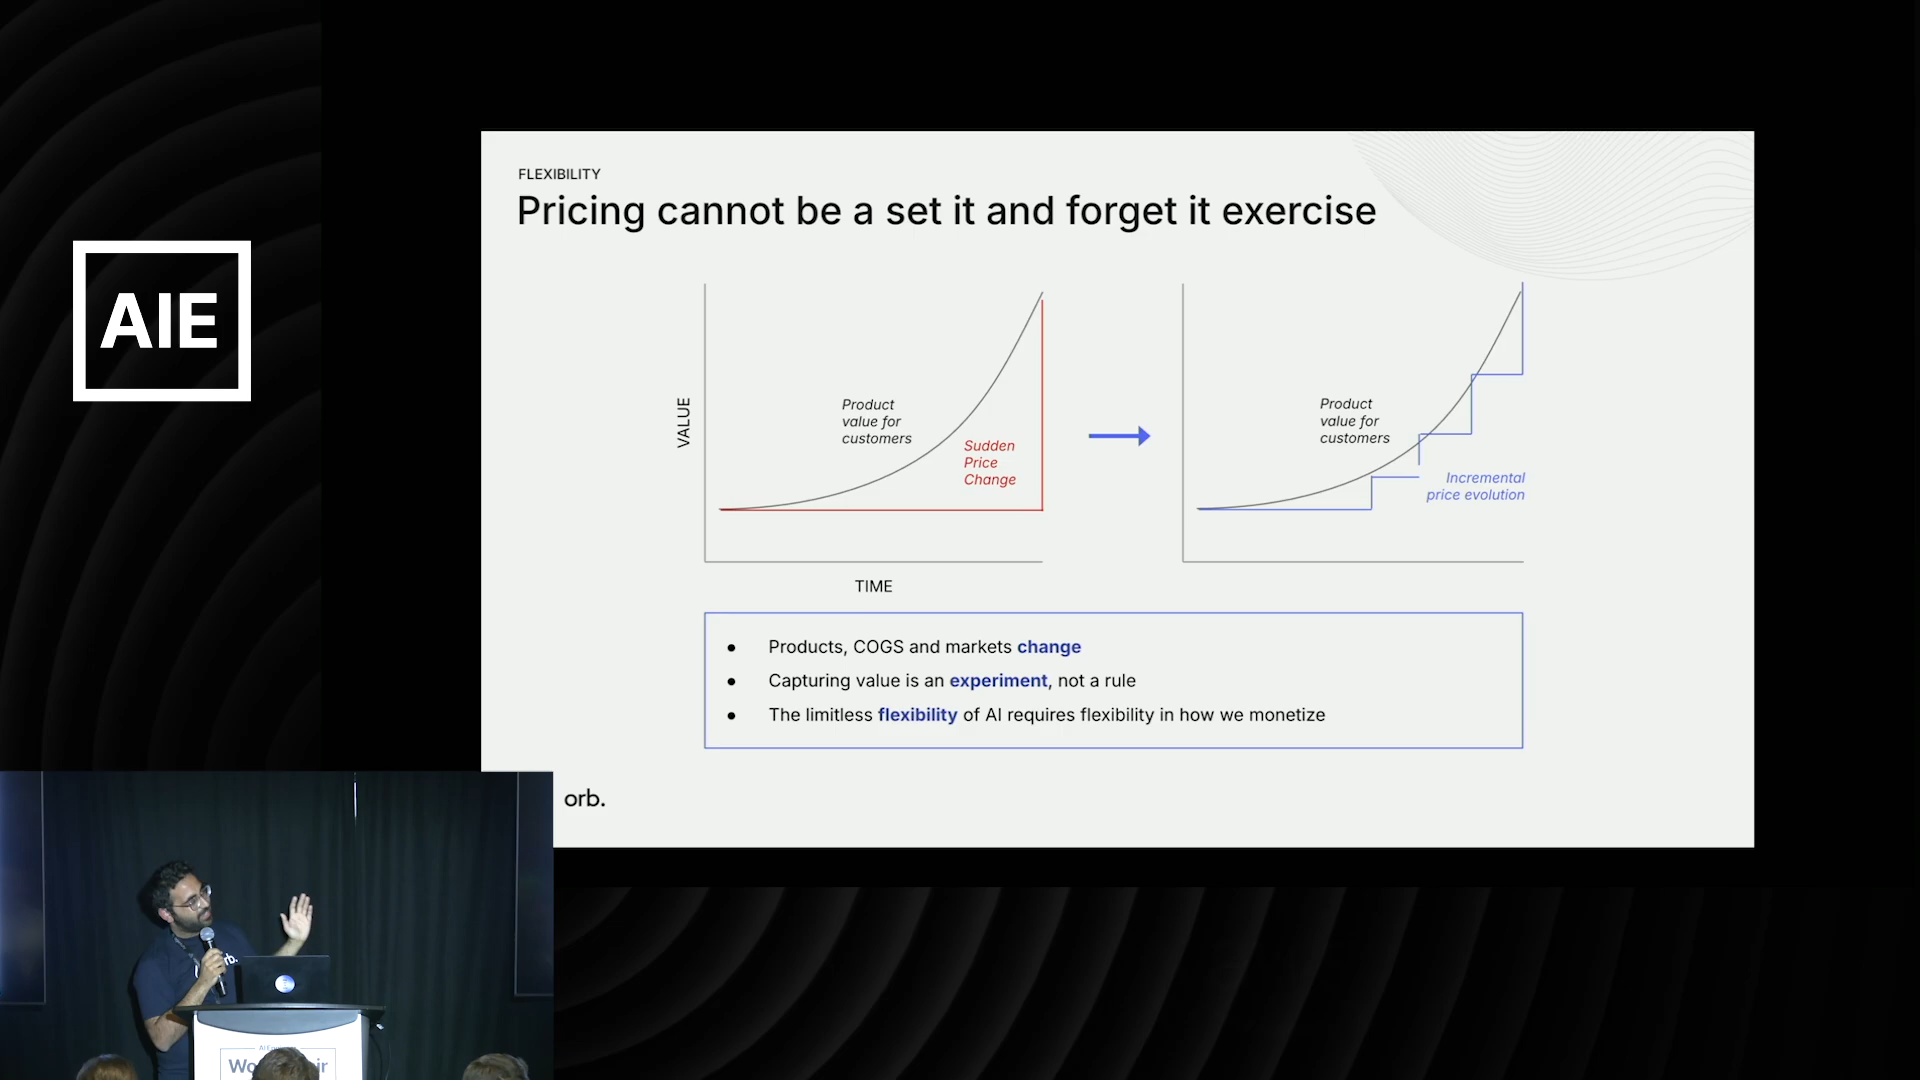 AIE
FLEXIBILITY
Pricing cannot be a set it and forget it exercise
VALUE
Product
value for
customers
Sudden
Price
Change
TIME
Product
value for
customers
Incremental
price evolution
● Products, COGS and markets change
● Capturing value is an experiment, not a rule
● The limitless flexibility of AI requires flexibility in how we monetize
orb.
rb.